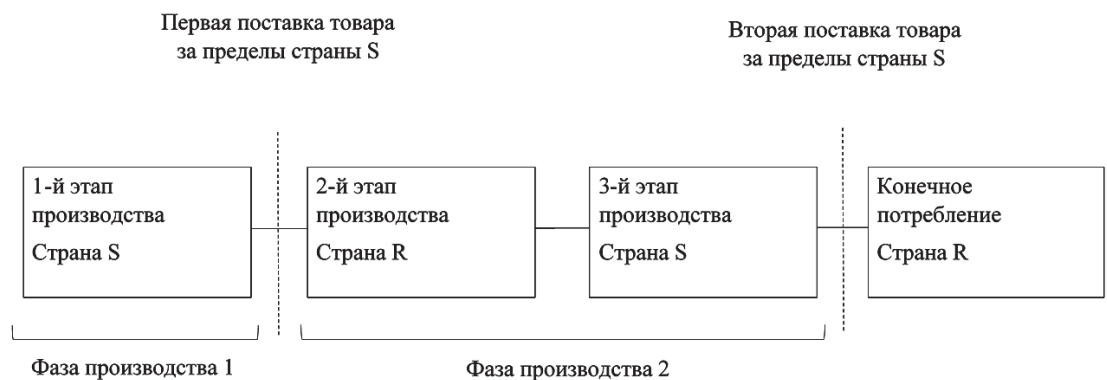 Первая поставка товара
за пределы страны S
Вторая поставка товара
за пределы страны S
1-й этап
производства
Страна S
2-й этап
производства
Страна R
3-й этап
производства
Страна S
Конечное
потребление
Страна R
Фаза производства 1
Фаза производства 2